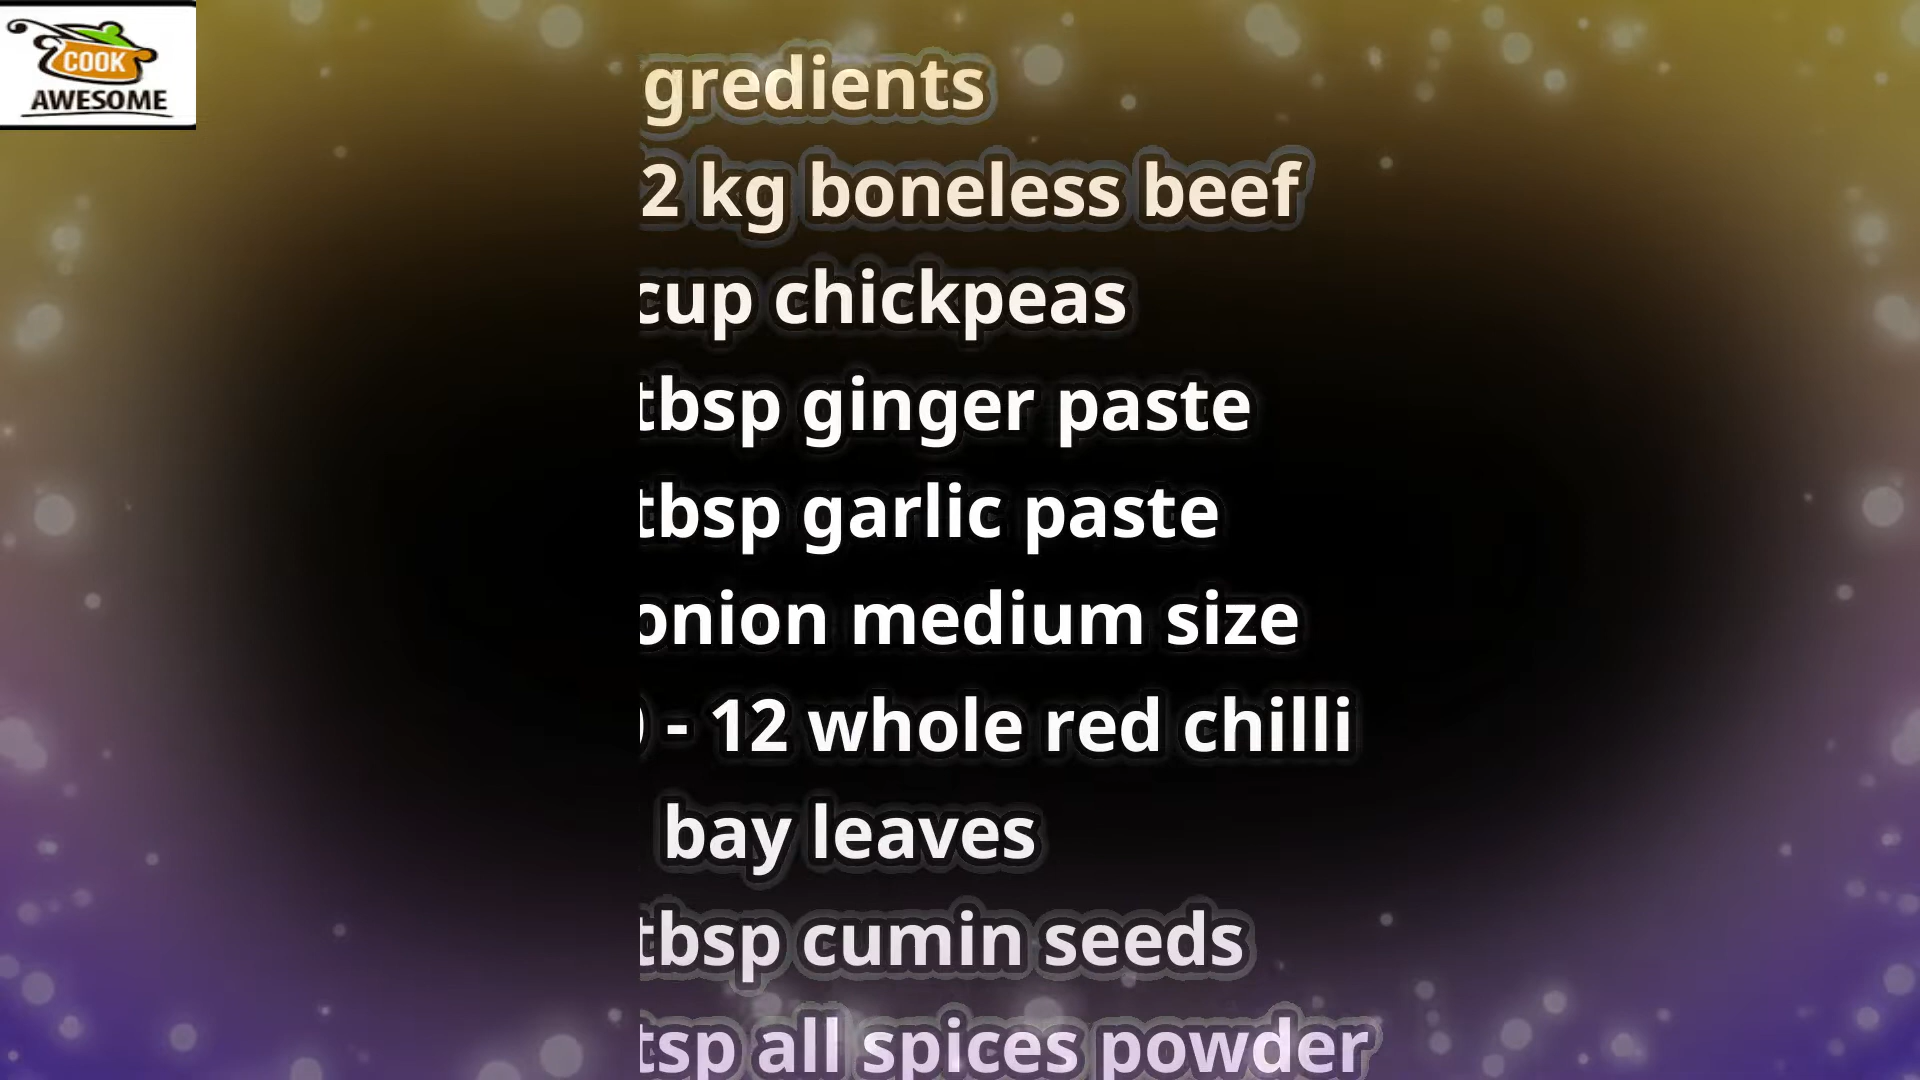 COOK
AWESOME
gredients
2 kg boneless beef
cup chickpeas
tbsp ginger paste
tbsp garlic paste
onion medium size
- 12 whole red chilli
bay leaves
tbsp cumin seeds
tsp all spices powder